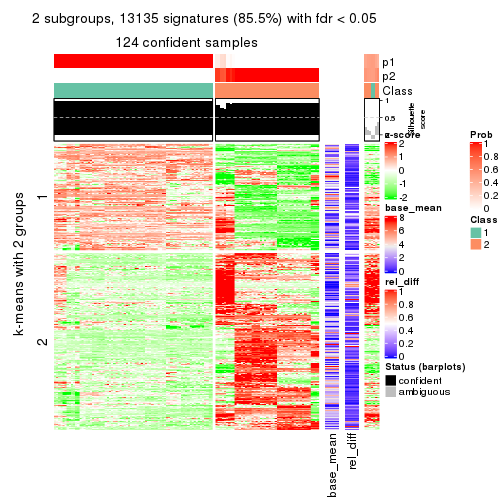 2 subgroups, 13135 signatures (85.5%) with fdr < 0.05
124 confident samples
p1
p2
Class
1
0.5
0
Silhouette
score
k-means with 2 groups
1
2
base_mean
rel_diff
z-score
2
1
0
-1
-2
base_mean
8
6
4
2
0
rel_diff
1
0.8
0.6
0.4
0.2
0
Status (barplots)
confident
ambiguous
Prob
1
0.8
0.6
0.4
0.2
0
Class
1
2